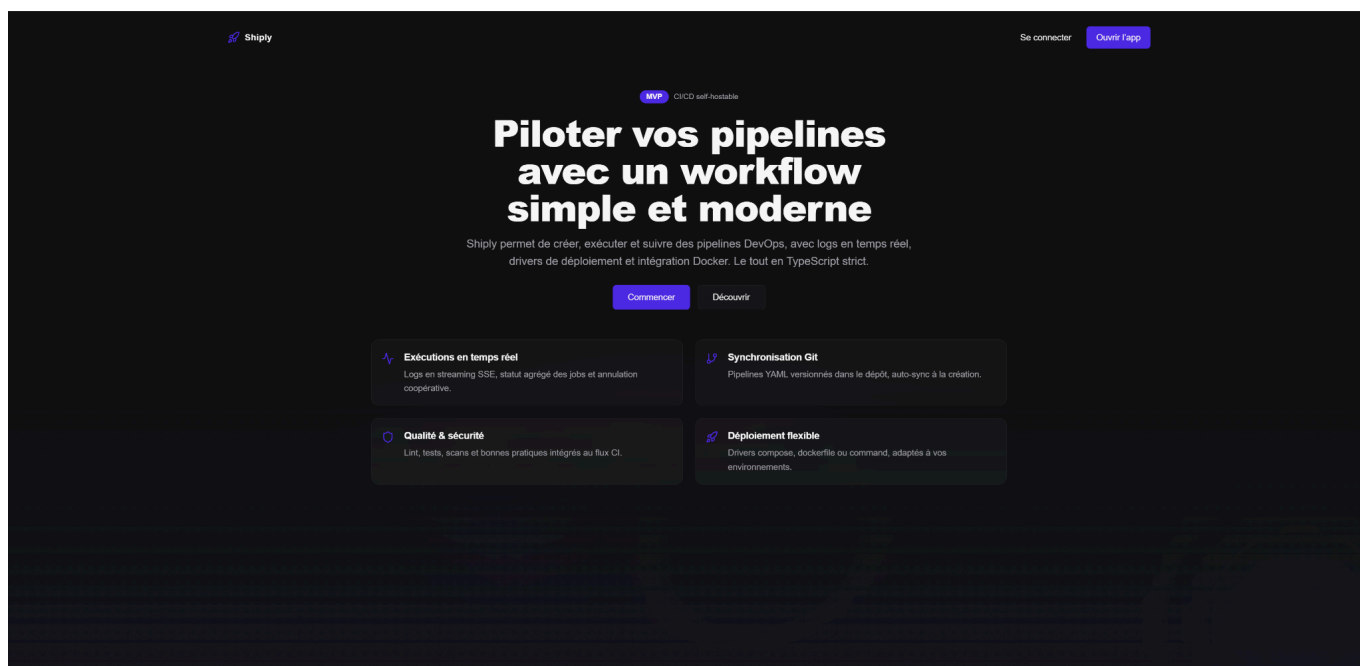 Shiply
Se connecter
Ouvrir l'app
MVP
CI/CD self-hostable
Piloter vos pipelines
avec un workflow
simple et moderne
Shiply permet de créer, exécuter et suivre des pipelines DevOps, avec logs en temps réel,
drivers de déploiement et intégration Docker. Le tout en TypeScript strict.
Commencer
Découvrir
Exécutions en temps réel
Logs en streaming SSE, statut agrégé des jobs et annulation
coopérative.
Synchronisation Git
Pipelines YAML versionnés dans le dépôt, auto-sync à la création.
Qualité & sécurité
Lint, tests, scans et bonnes pratiques intégrés au flux CI.
Déploiement flexible
Drivers compose, dockerfile ou command, adaptés à vos
environnements.